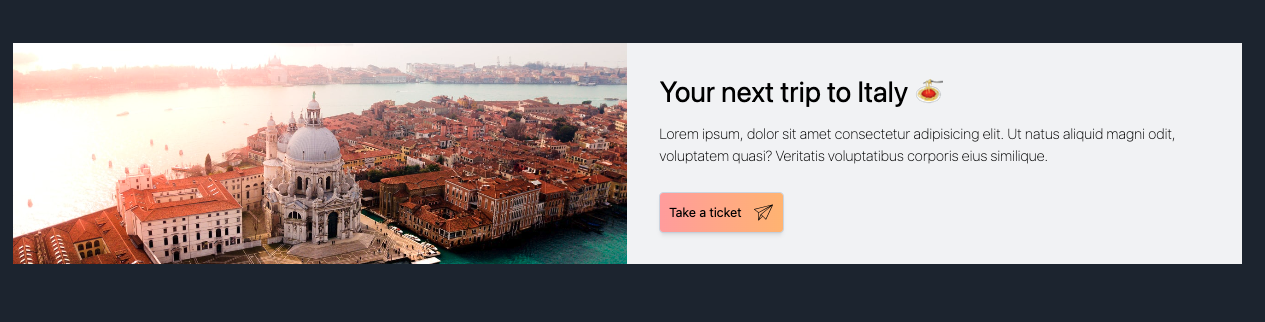 Your next trip to Italy 🍝
Lorem ipsum, dolor sit amet consectetur adipisicing elit. Ut natus aliquid magni odit,
voluptatem quasi? Veritatis voluptatibus corporis eius similique.
Take a ticket